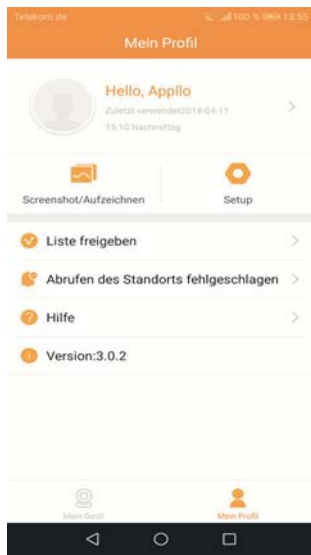 Telekom.de 100 % 13:55
Mein Profil
Hello, Appllo
Zuletzt verwendet2018-04-11
15:10 Nachmittag
Screenshot/Aufzeichnen
Setup
Liste freigeben
Abrufen des Standorts fehlgeschlagen
Hilfe
Version:3.0.2
Mein Gerät
Mein Profil